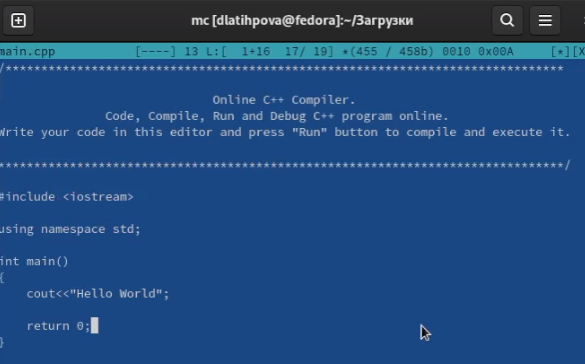 mc [dlatihpova@fedora]:~/Загрузки
main.cpp [----] 13 L:[ 1+16 17/ 19] *(455 / 458b) 0010 0x00A [*][X
/******************************************************************************
Online C++ Compiler.
Code, Compile, Run and Debug C++ program online.
Write your code in this editor and press "Run" button to compile and execute it.
*******************************************************************************/
#include <iostream>
using namespace std;
int main()
{
cout<<"Hello World";
return 0;
}